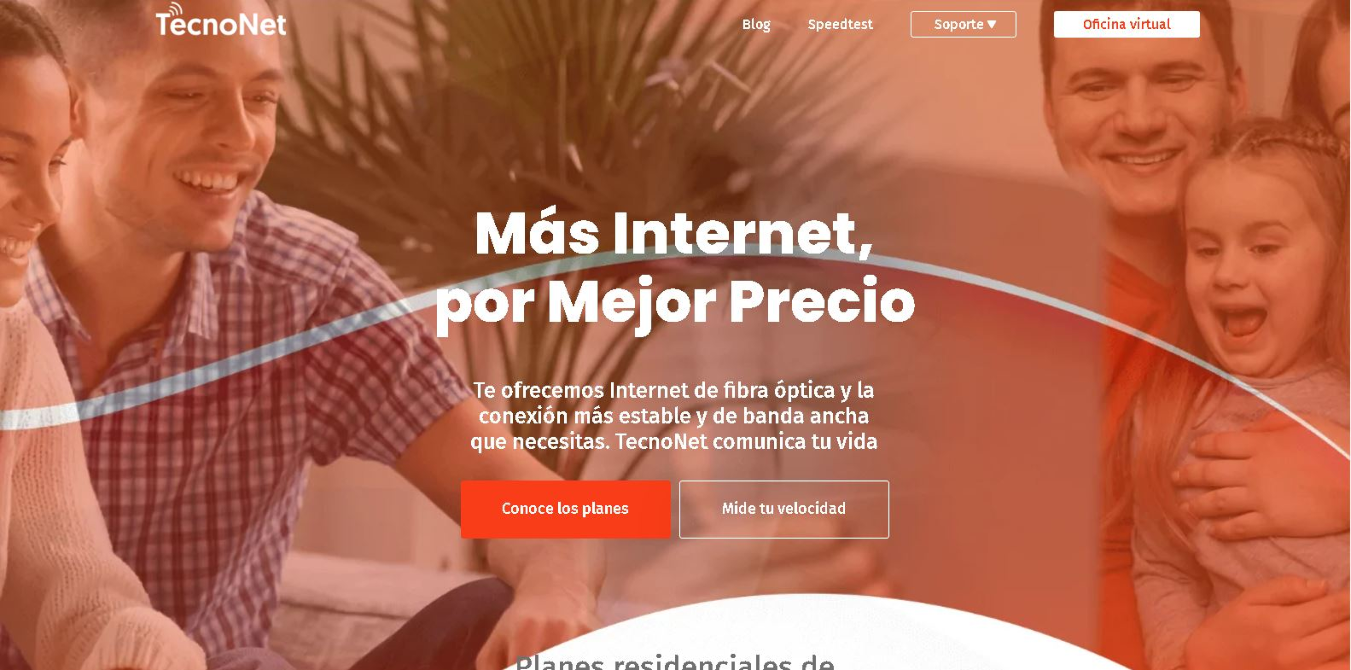 TecnoNet
Blog
Speedtest
Soporte ▼
Oficina virtual
Más Internet,
por Mejor Precio
Te ofrecemos Internet de fibra óptica y la
conexión más estable y de banda ancha
que necesitas. TecnoNet comunica tu vida
Conoce los planes
Mide tu velocidad
Planes residenciales de